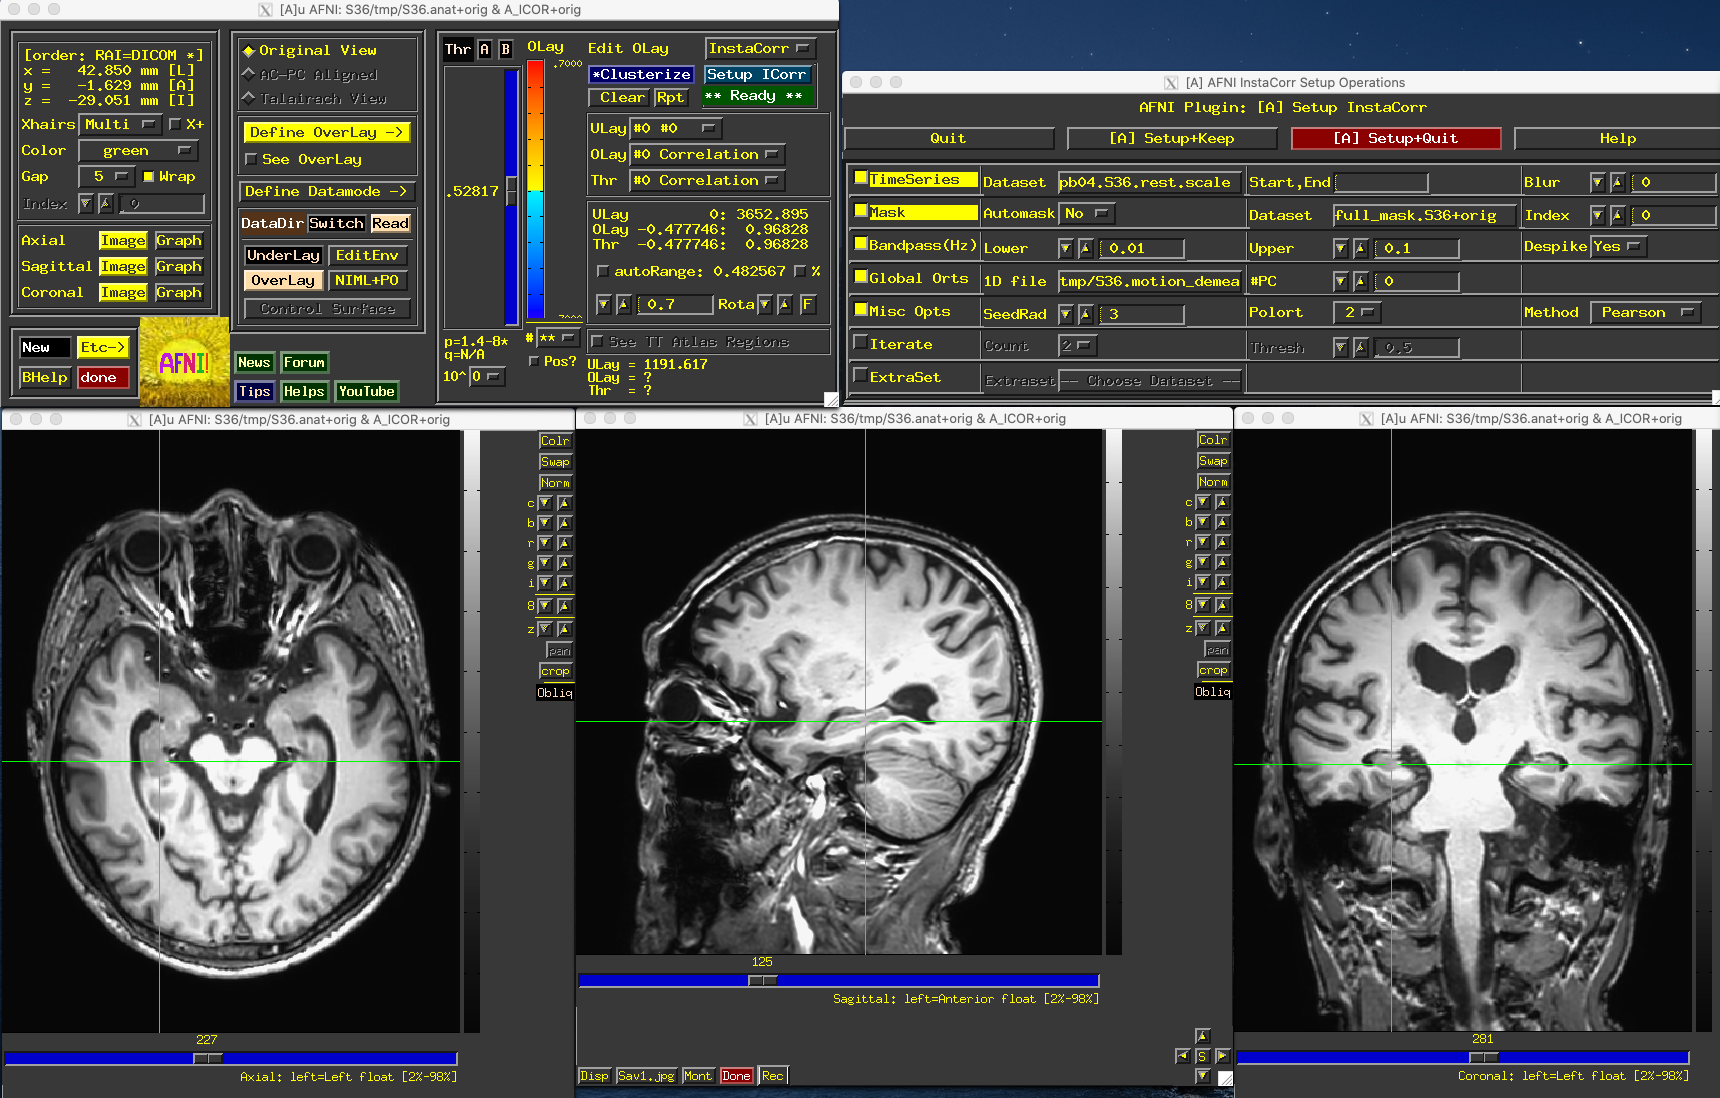 [A]u AFNI: S36/tmp/S36.anat+orig & A_ICOR+orig
[order: RAI=DICOM *]
x = 42.850 mm [L]
y = -1.629 mm [A]
z = -29.051 mm [I]
Xhairs Multi X+
Color green
Gap 5 Wrap
Index 0
Axial Image Graph
Sagittal Image Graph
Coronal Image Graph
New Etc->
BHelp done
AFNI!
Original View
AC-PC Aligned
Talairach View
Define OverLay ->
See OverLay
Define Datamode ->
DataDir Switch Read
UnderLay EditEnv
OverLay NIML+PO
Control Surface
News Forum
Tips Helps YouTube
Thr A B OLay
.7000
.52817
p=1.4-8*
q=N/A
10^ 0
# **
Pos?
Edit OLay InstaCorr
*Clusterize Setup ICorr
Clear Rpt ** Ready **
ULay #0 #0
OLay #0 Correlation
Thr #0 Correlation
ULay 0: 3652.895
OLay -0.477746: 0.96828
Thr -0.477746: 0.96828
autoRange: 0.482567 %
0.7 Rota F
See TT Atlas Regions
ULay = 1191.617
OLay = ?
Thr = ?
[A] AFNI InstaCorr Setup Operations
AFNI Plugin: [A] Setup InstaCorr
Quit [A] Setup+Keep [A] Setup+Quit Help
TimeSeries Dataset pb04.S36.rest.scale Start,End Blur 0
Mask Automask No Dataset full_mask.S36+orig Index 0
Bandpass(Hz) Lower 0.01 Upper 0.1 Despike Yes
Global Orts 1D file tmp/S36.motion_demea #PC 0
Misc Opts SeedRad 3 Polort 2 Method Pearson
Iterate Count 2 Thresh 0.5
ExtraSet Extraset -- Choose Dataset --
[A]u AFNI: S36/tmp/S36.anat+orig & A_ICOR+orig
Colr
Swap
Norm
c
b
r
g
i
8
z
pan
crop
Obliq
227
Axial: left=Left float [2%-98%]
[A]u AFNI: S36/tmp/S36.anat+orig & A_ICOR+orig
Colr
Swap
Norm
c
b
r
g
i
8
z
pan
crop
Obliq
125
Sagittal: left=Anterior float [2%-98%]
S
Disp Sav1.jpg Mont Done Rec
[A]u AFNI: S36/tmp/S36.anat+orig & A_ICOR+orig
281
Coronal: left=Left float [2%-98%]